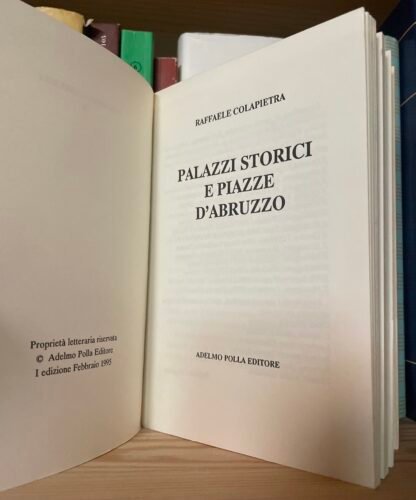 Proprietà letteraria riservata
© Adelmo Polla Editore
I edizione Febbraio 1995
RAFFAELE COLAPIETRA
PALAZZI STORICI
E PIAZZE
D'ABRUZZO
ADELMO POLLA EDITORE